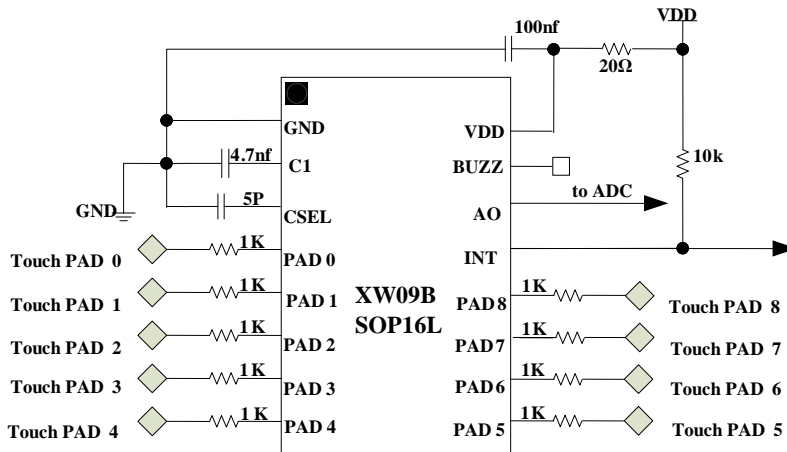 VDD
100nf
20Ω
GND
VDD
4.7nf
C1
BUZZ
10k
to ADC
5P
GND
CSEL
AO
1K
Touch PAD 0
PAD 0
INT
1K
Touch PAD 1
PAD 1
XW09B
SOP16L
PAD8
1K
Touch PAD 8
1K
Touch PAD 2
PAD 2
PAD7
1K
Touch PAD 7
1K
Touch PAD 3
PAD 3
PAD6
1K
Touch PAD 6
1K
Touch PAD 4
PAD 4
PAD 5
1K
Touch PAD 5